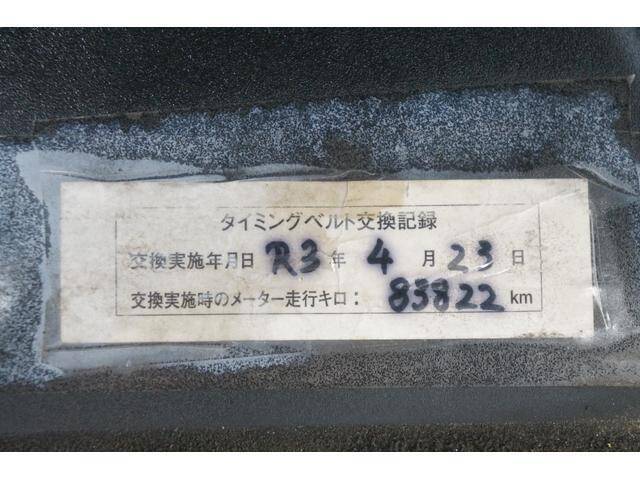 タイミングベルト交換記録
交換実施年月日 R3 年 4 月 23 日
交換実施時のメーター走行キロ： 83822 km